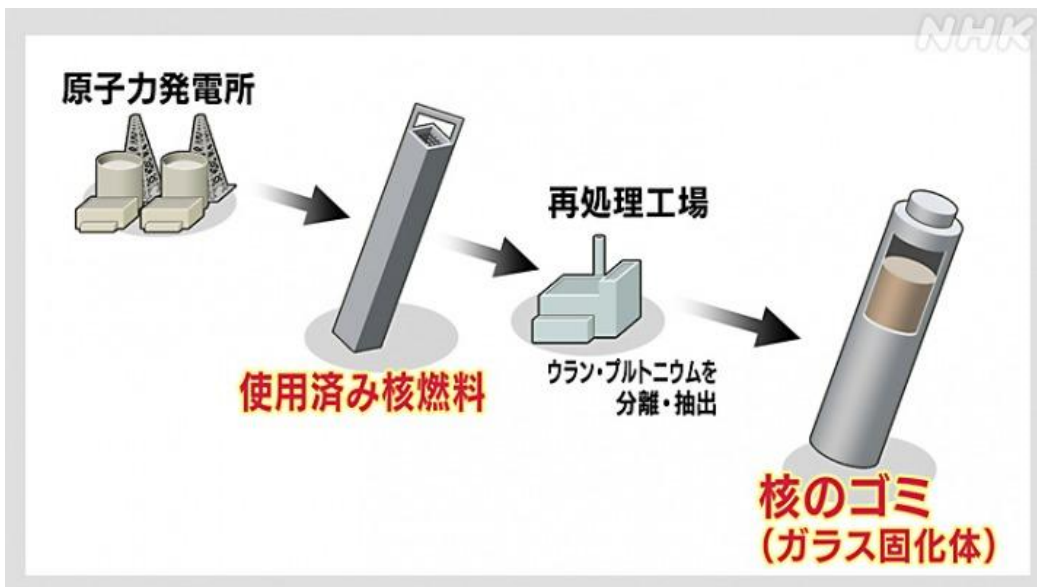 NHK
原子力発電所
使用済み核燃料
再処理工場
ウラン・プルトニウムを
分離・抽出
核のゴミ
(ガラス固化体)